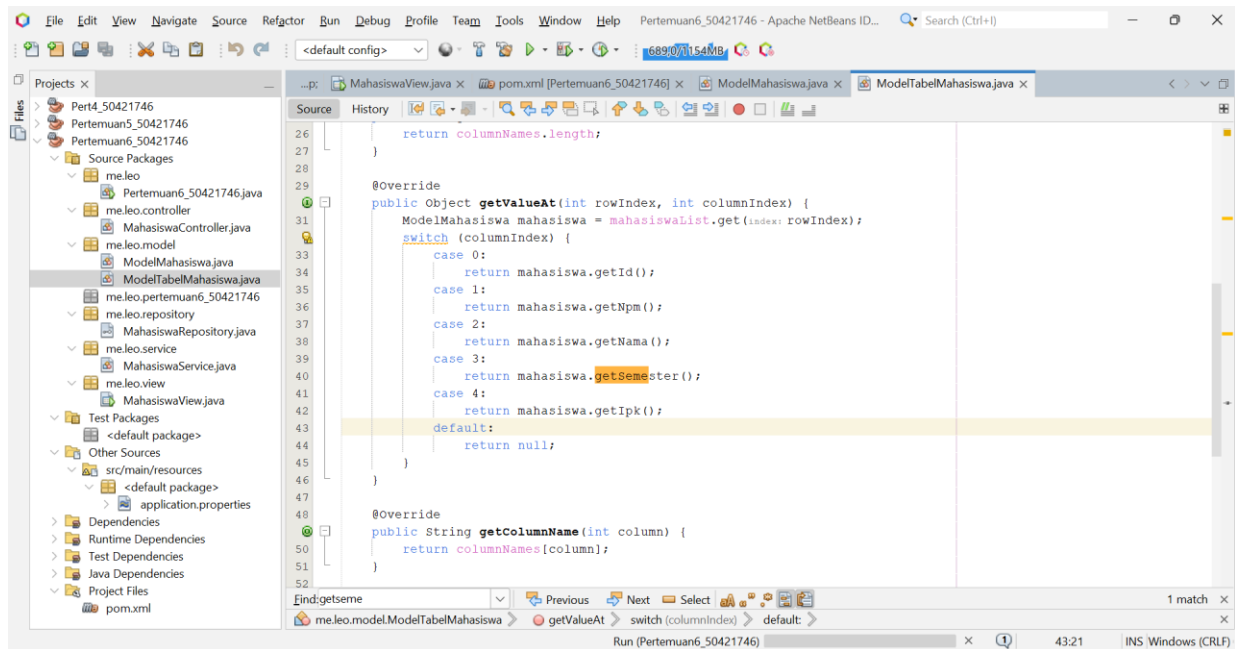 File Edit View Navigate Source Refactor Run Debug Profile Team Tools Window Help Pertemuan6_50421746 - Apache NetBeans ID... Search (Ctrl+I)
<default config> 689,0/1154MB
Projects ...p: MahasiswaView.java pom.xml [Pertemuan6_50421746] ModelMahasiswa.java ModelTabelMahasiswa.java
Files
Pert4_50421746
Pertemuan5_50421746
Pertemuan6_50421746
Source Packages
me.leo
Pertemuan6_50421746.java
me.leo.controller
MahasiswaController.java
me.leo.model
ModelMahasiswa.java
ModelTabelMahasiswa.java
me.leo.pertemuan6_50421746
me.leo.repository
MahasiswaRepository.java
me.leo.service
MahasiswaService.java
me.leo.view
MahasiswaView.java
Test Packages
<default package>
Other Sources
src/main/resources
<default package>
application.properties
Dependencies
Runtime Dependencies
Test Dependencies
Java Dependencies
Project Files
pom.xml
Source History
26 return columnNames.length;
27 }
28
29 @Override
public Object getValueAt(int rowIndex, int columnIndex) {
31 ModelMahasiswa mahasiswa = mahasiswaList.get(index: rowIndex);
switch (columnIndex) {
33 case 0:
34 return mahasiswa.getId();
35 case 1:
36 return mahasiswa.getNpm();
37 case 2:
38 return mahasiswa.getNama();
39 case 3:
40 return mahasiswa.getSemester();
41 case 4:
42 return mahasiswa.getIpk();
43 default:
44 return null;
45 }
46 }
47
48 @Override
public String getColumnName(int column) {
50 return columnNames[column];
51 }
52
Find: getseme Previous Next Select 1 match
me.leo.model.ModelTabelMahasiswa getValueAt switch (columnIndex) default:
Run (Pertemuan6_50421746) 1 43:21 INS Windows (CRLF)